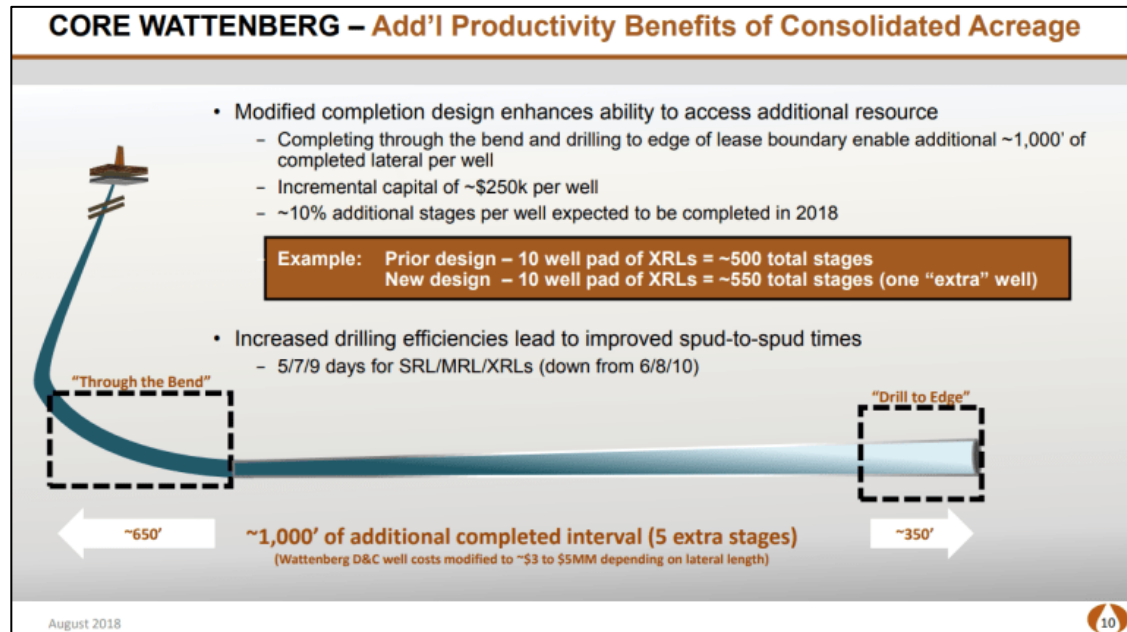 CORE WATTENBERG – Add'l Productivity Benefits of Consolidated Acreage
• Modified completion design enhances ability to access additional resource
– Completing through the bend and drilling to edge of lease boundary enable additional ~1,000' of
completed lateral per well
– Incremental capital of ~$250k per well
– ~10% additional stages per well expected to be completed in 2018
Example: Prior design – 10 well pad of XRLs = ~500 total stages
New design – 10 well pad of XRLs = ~550 total stages (one “extra” well)
• Increased drilling efficiencies lead to improved spud-to-spud times
– 5/7/9 days for SRL/MRL/XRLs (down from 6/8/10)
“Through the Bend”
“Drill to Edge”
~650'
~1,000' of additional completed interval (5 extra stages)
(Wattenberg D&C well costs modified to ~$3 to $5MM depending on lateral length)
~350'
August 2018
10